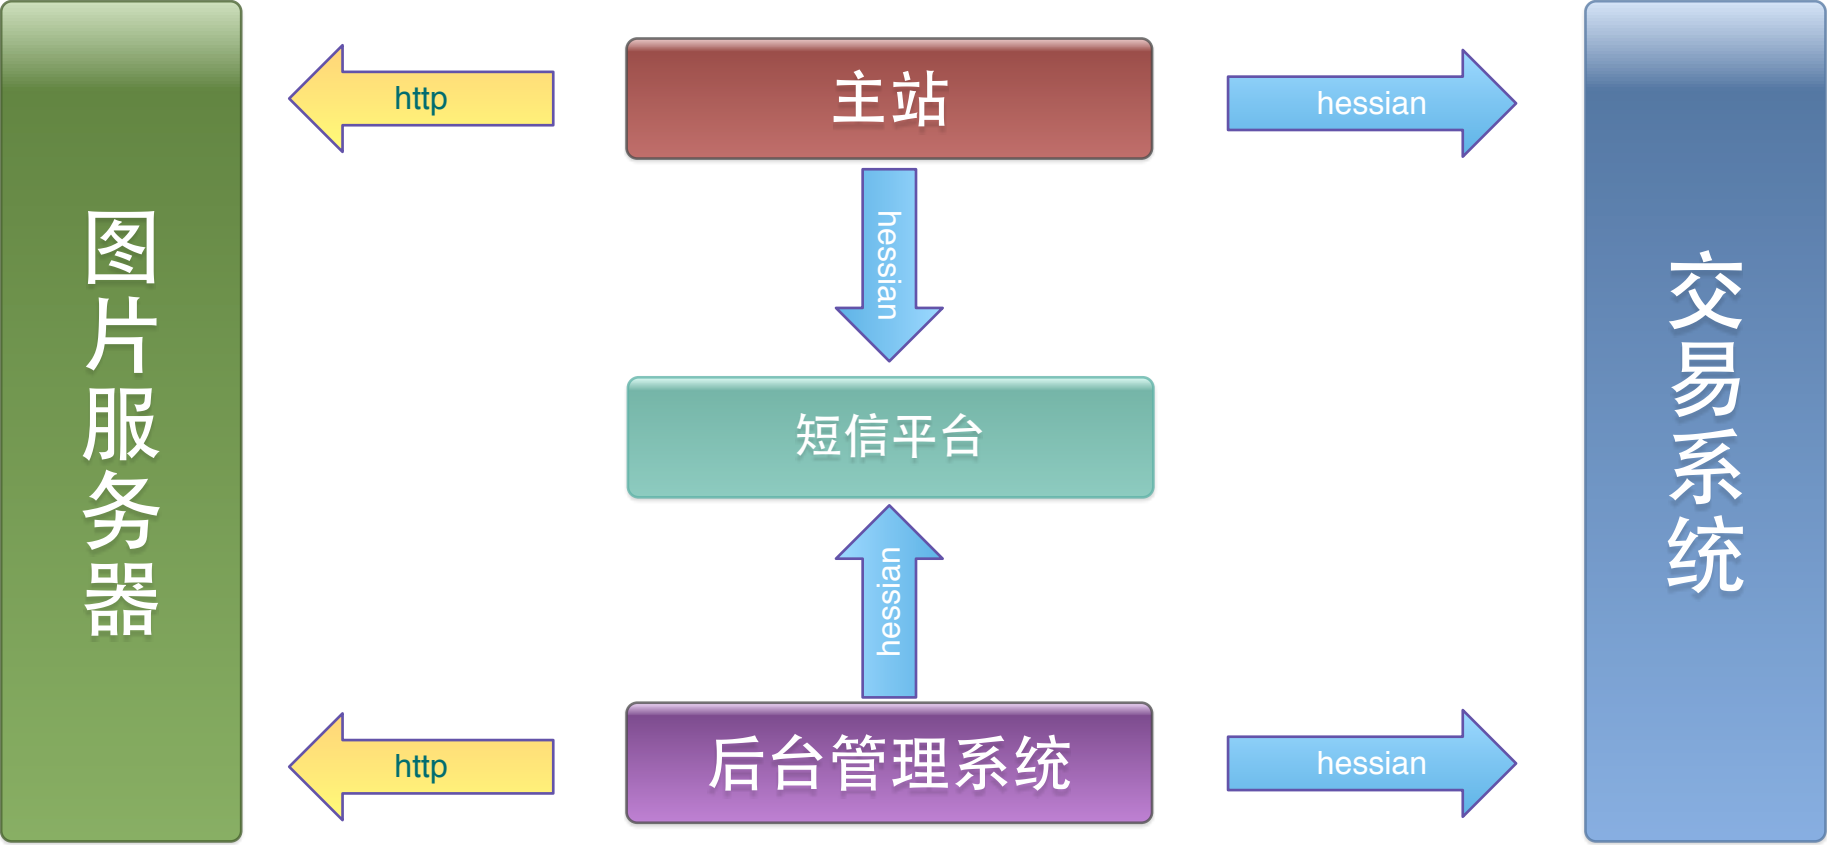 图片服务器
http
主站
hessian
hessian
短信平台
hessian
http
后台管理系统
hessian
交易系统